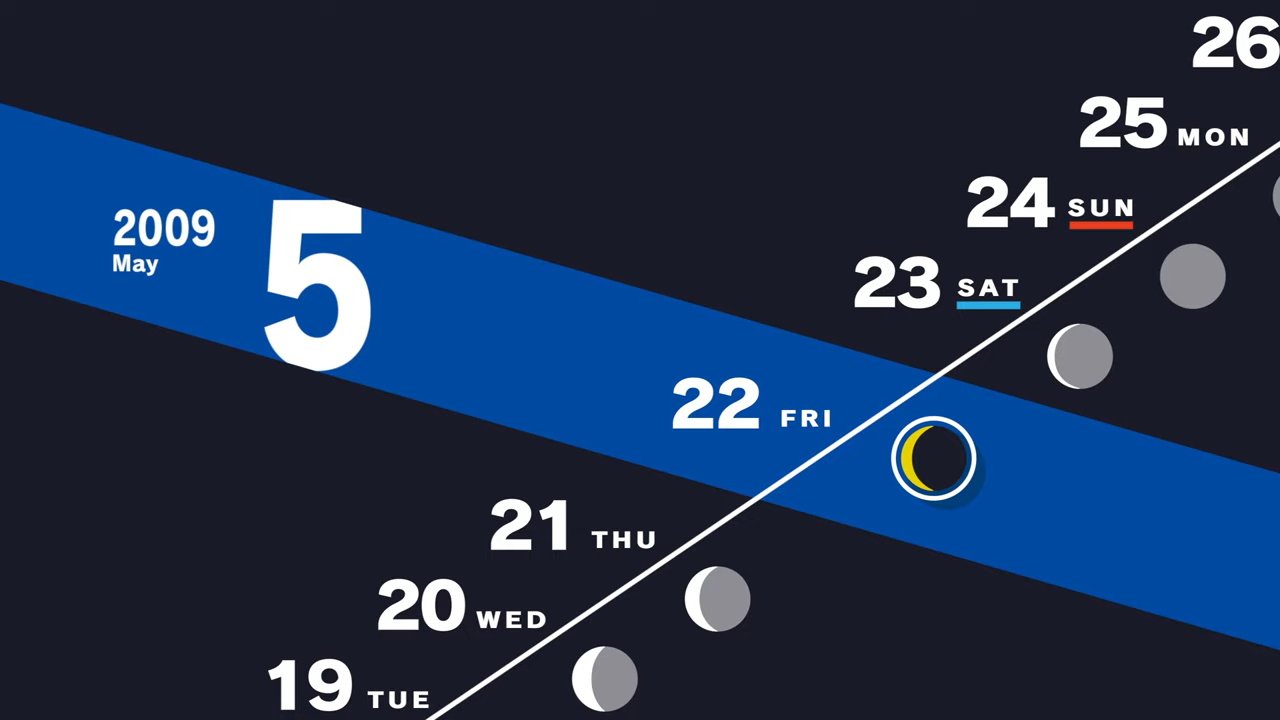 26
25 MON
24 SUN
23 SAT
2009
May
5
22 FRI
21 THU
20 WED
19 TUE